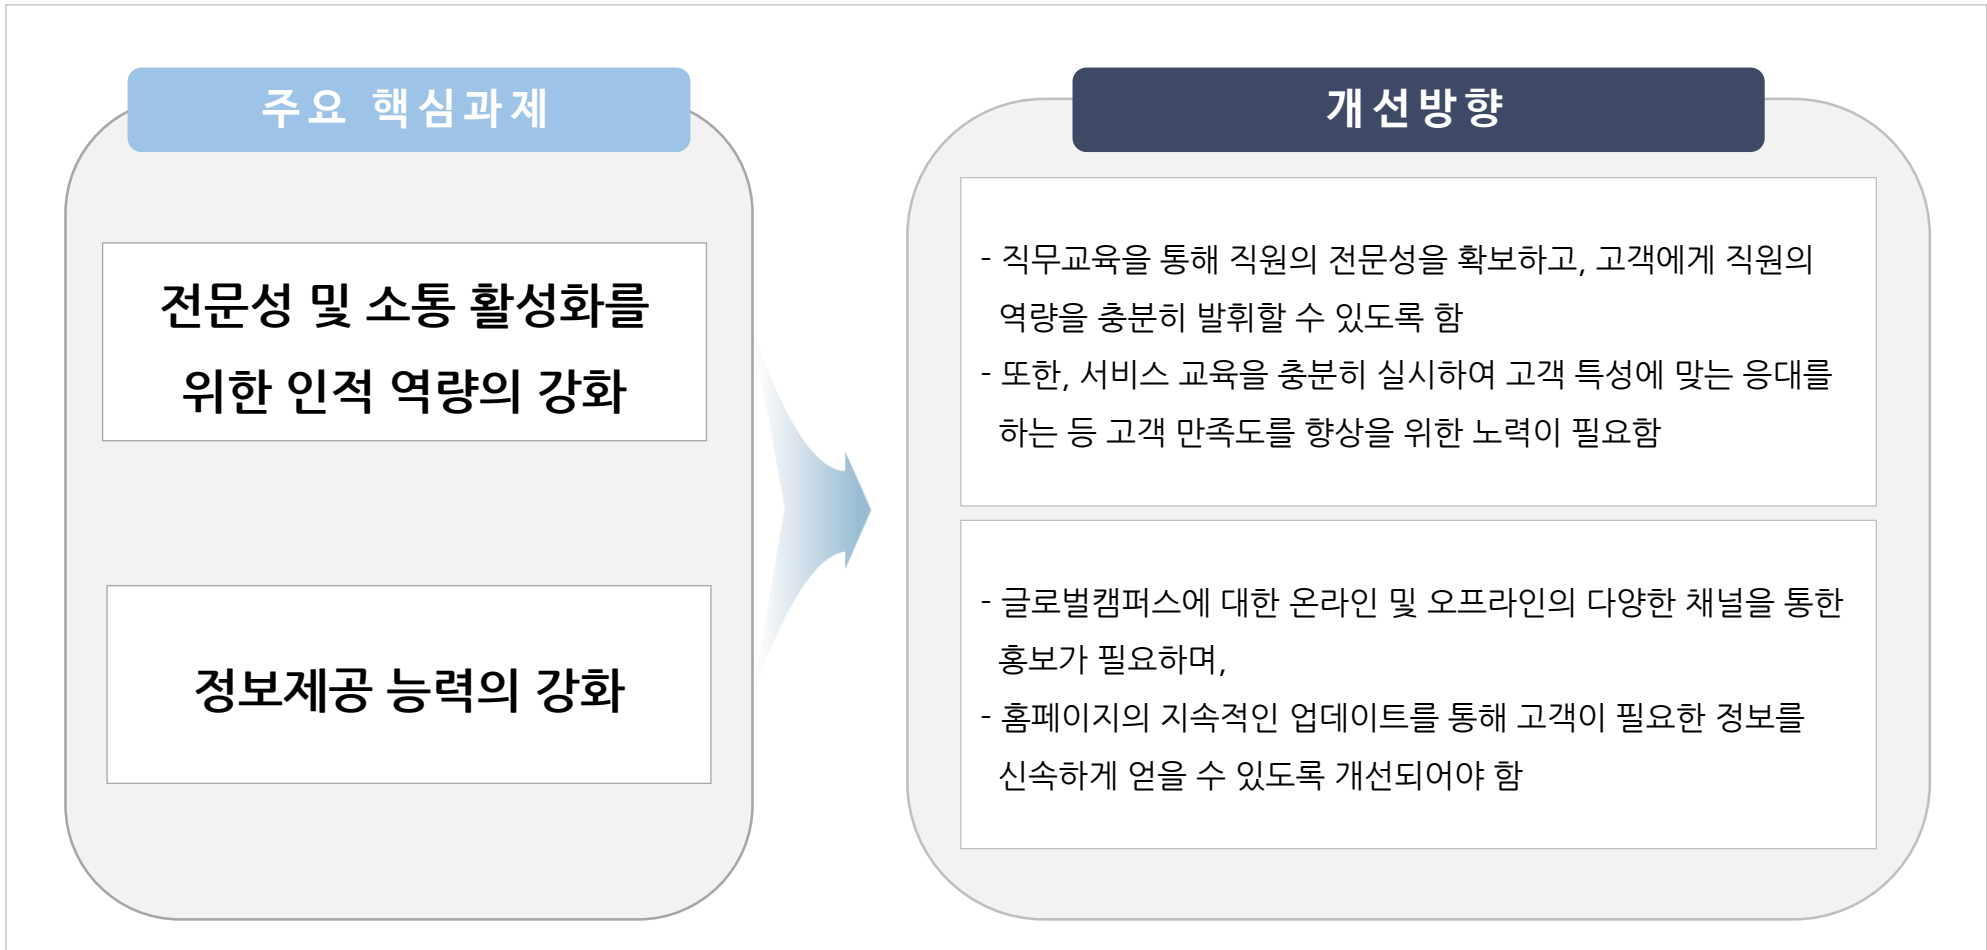 주요 핵심과제
전문성 및 소통 활성화를
위한 인적 역량의 강화
정보제공 능력의 강화
개선방향
- 직무교육을 통해 직원의 전문성을 확보하고, 고객에게 직원의
역량을 충분히 발휘할 수 있도록 함
- 또한, 서비스 교육을 충분히 실시하여 고객 특성에 맞는 응대를
하는 등 고객 만족도를 향상을 위한 노력이 필요함
- 글로벌캠퍼스에 대한 온라인 및 오프라인의 다양한 채널을 통한
홍보가 필요하며,
- 홈페이지의 지속적인 업데이트를 통해 고객이 필요한 정보를
신속하게 얻을 수 있도록 개선되어야 함